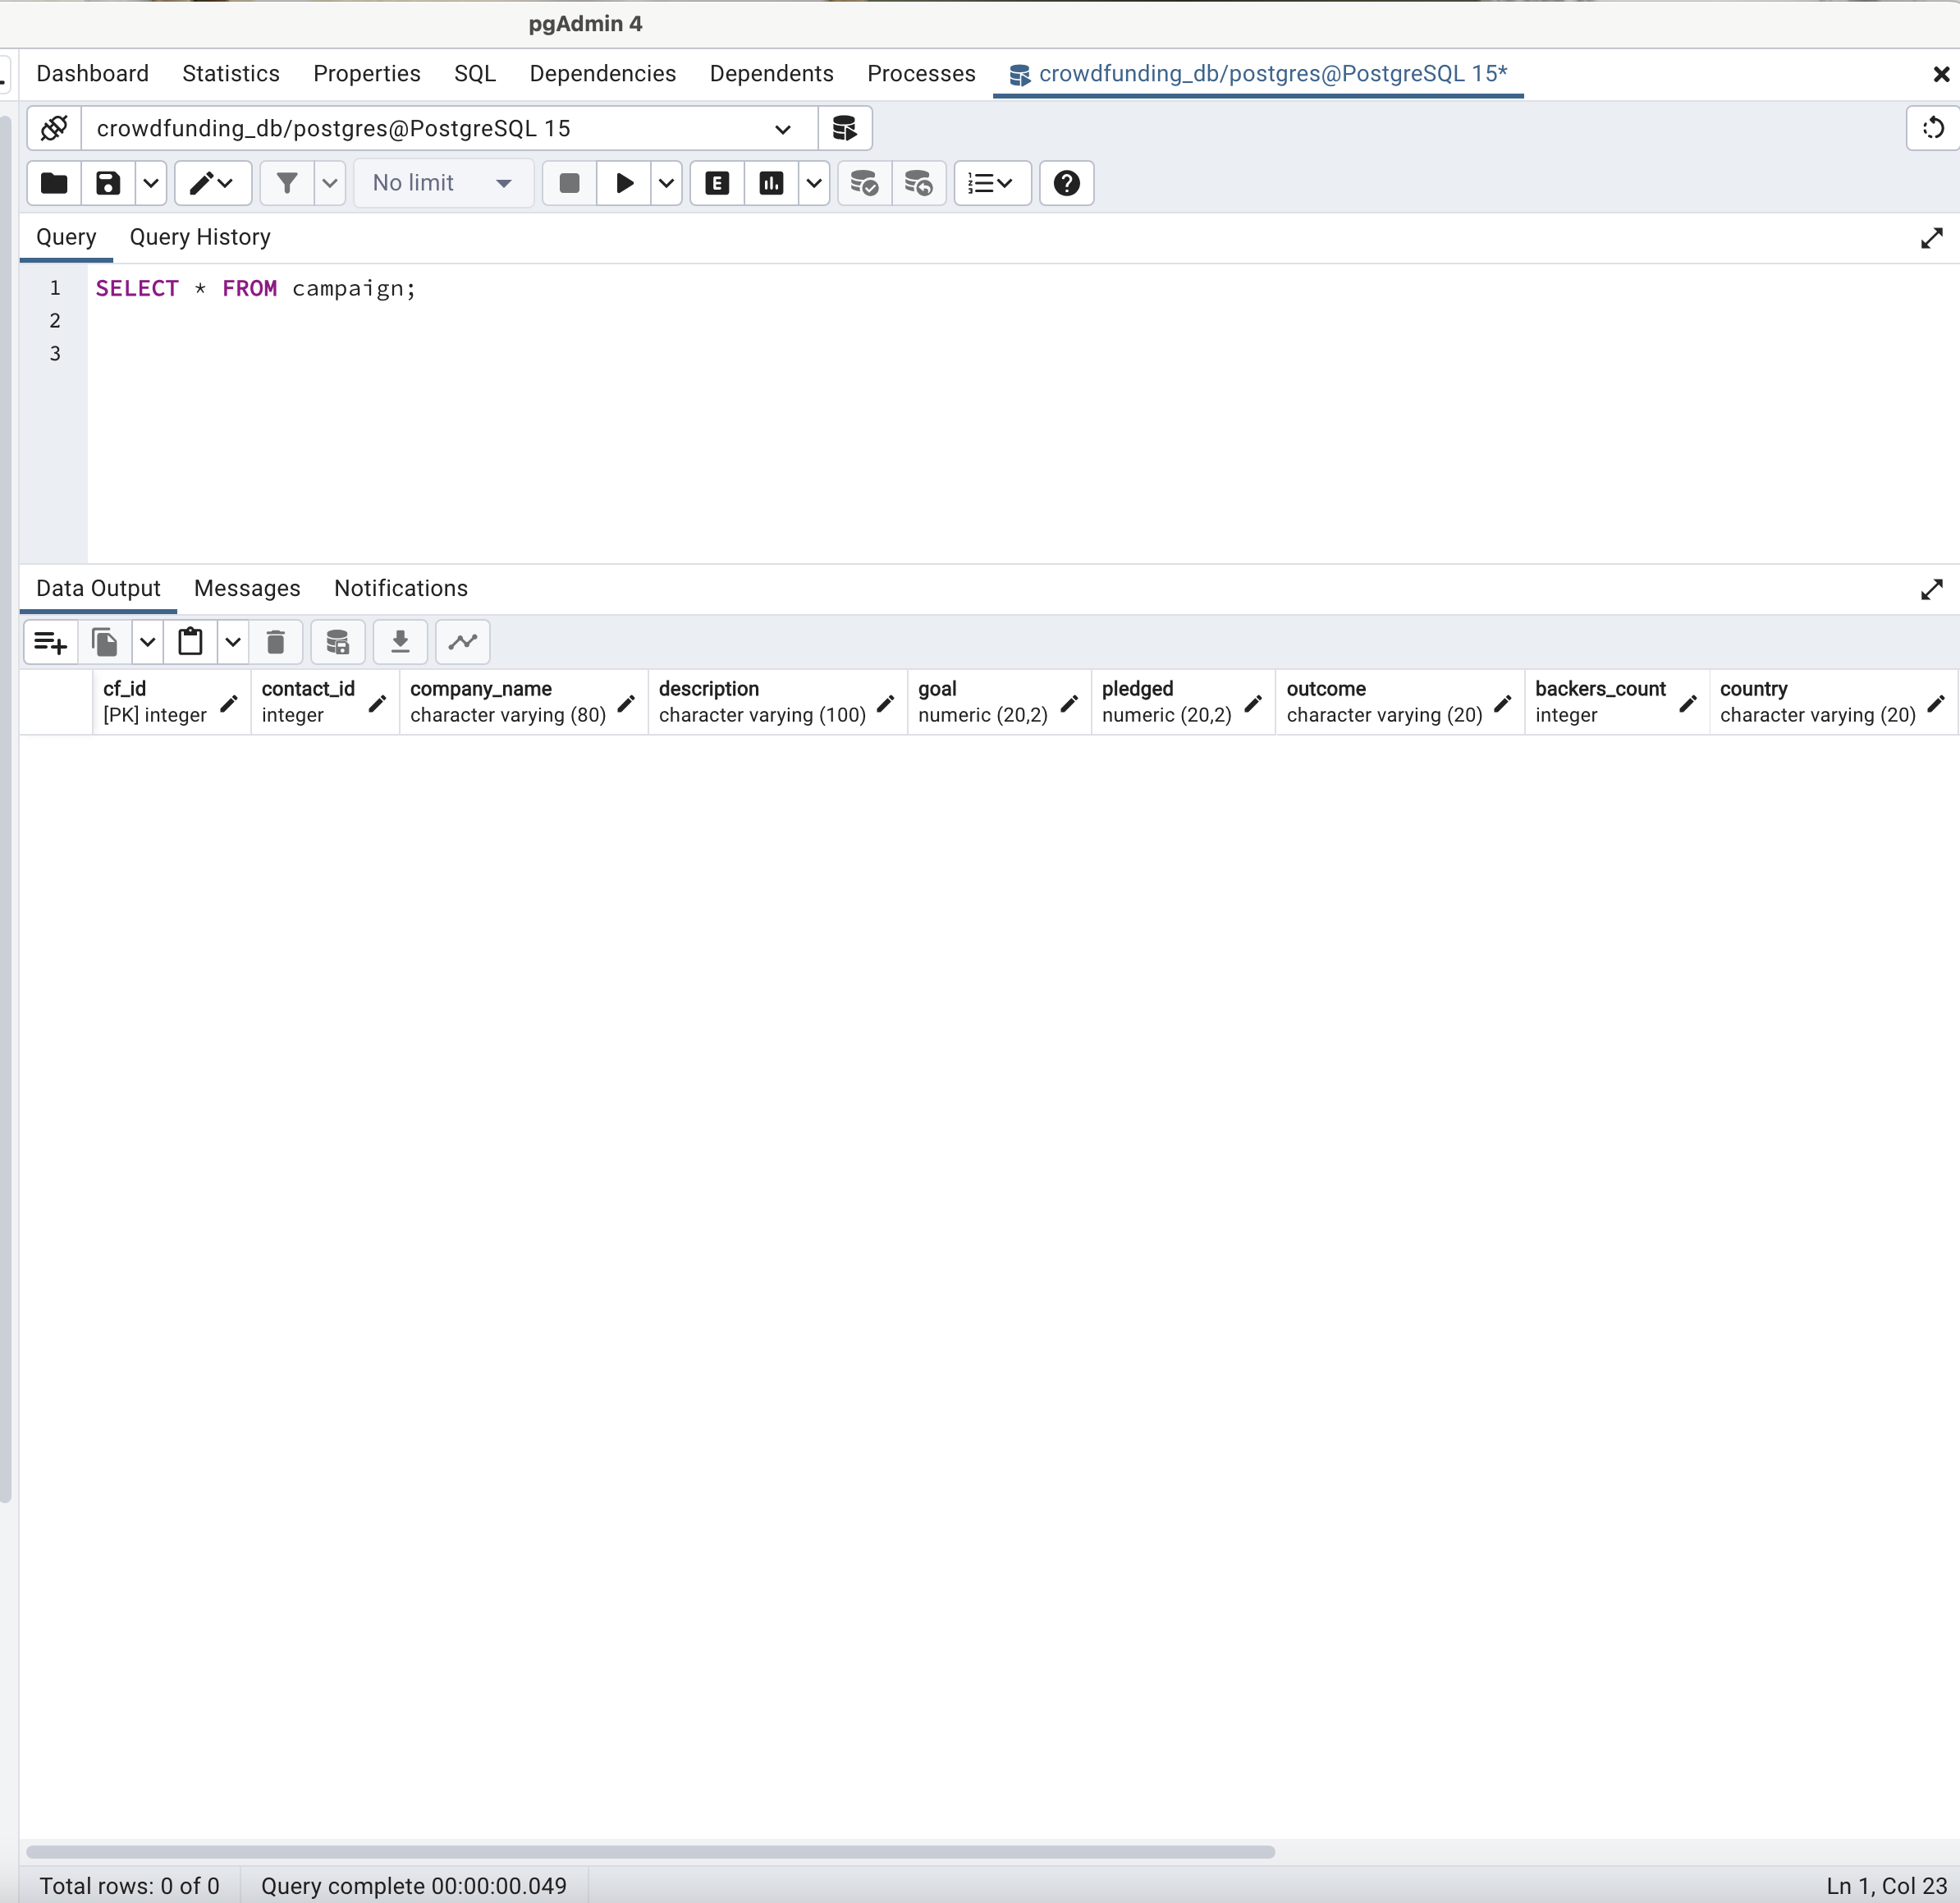 pgAdmin 4
Dashboard Statistics Properties SQL Dependencies Dependents Processes crowdfunding_db/postgres@PostgreSQL 15*
crowdfunding_db/postgres@PostgreSQL 15
No limit E
Query Query History
1 SELECT * FROM campaign;
2
3
Data Output Messages Notifications
cf_id contact_id company_name description goal pledged outcome backers_count country
[PK] integer integer character varying (80) character varying (100) numeric (20,2) numeric (20,2) character varying (20) integer character varying (20)
Total rows: 0 of 0 Query complete 00:00:00.049 Ln 1, Col 23